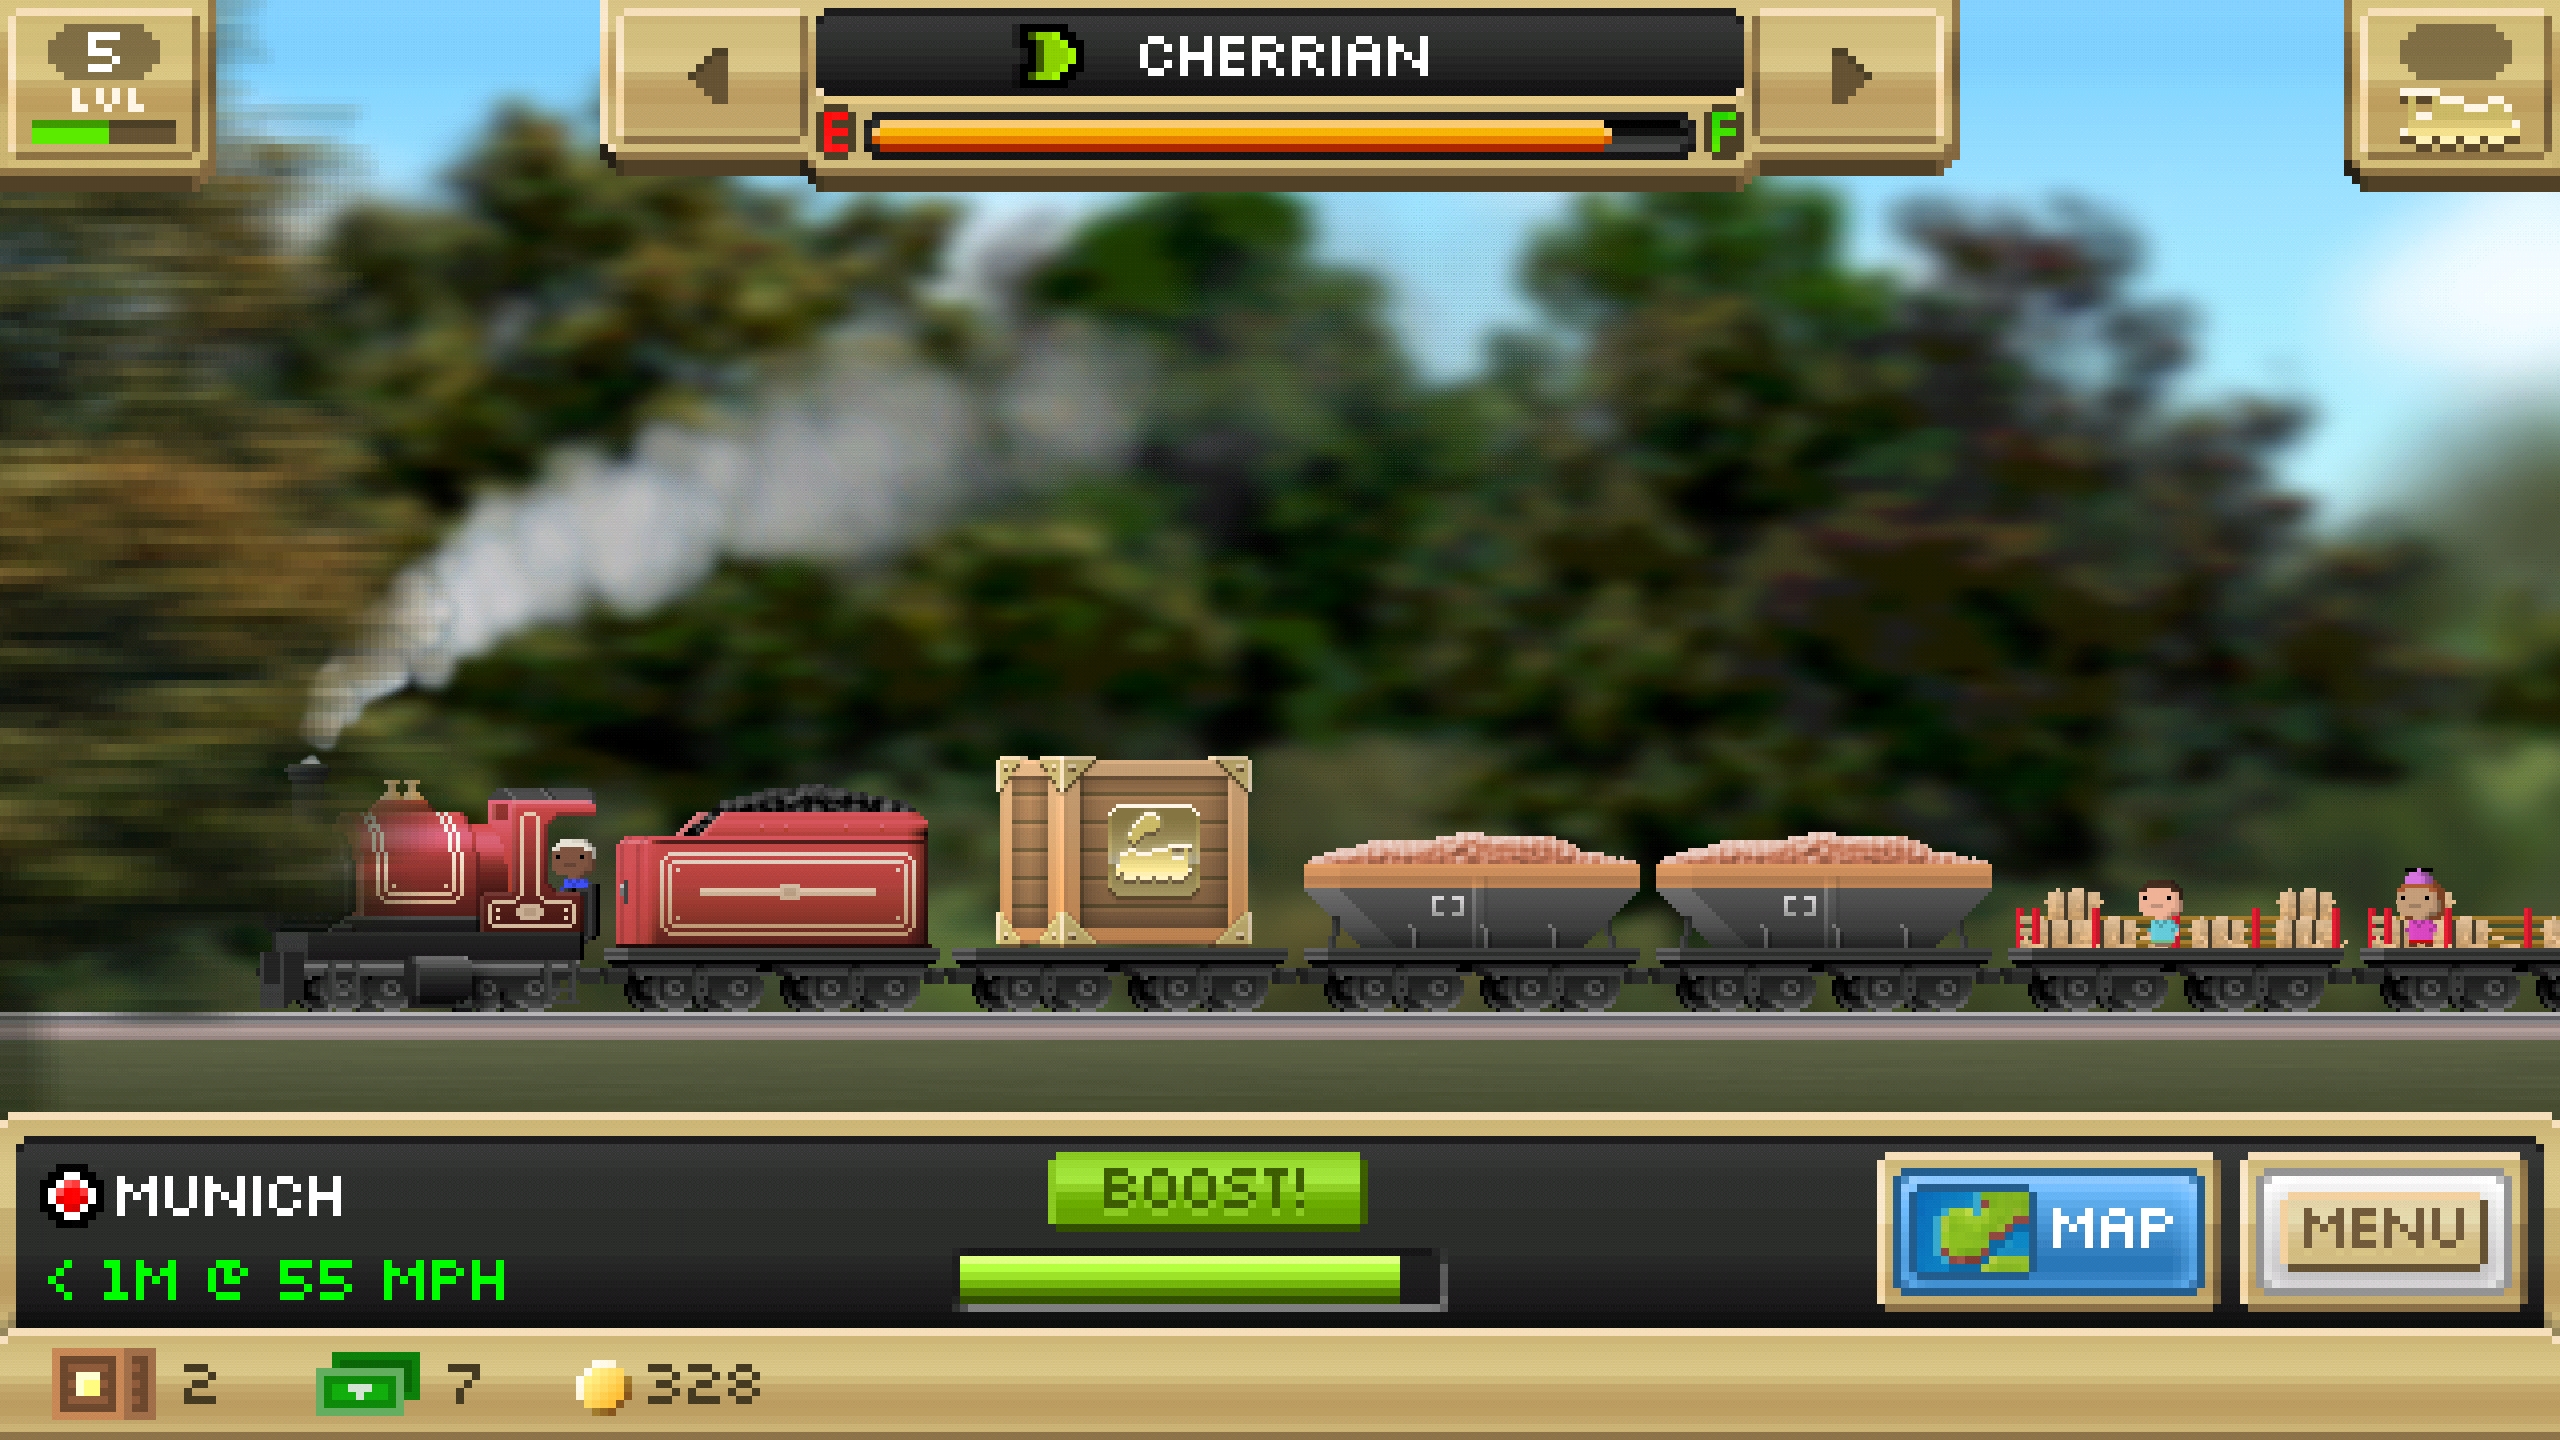 5
LVL
CHERRIAN
E F
MUNICH
BOOST!
< 1M @ 55 MPH
MAP
MENU
2 7 328